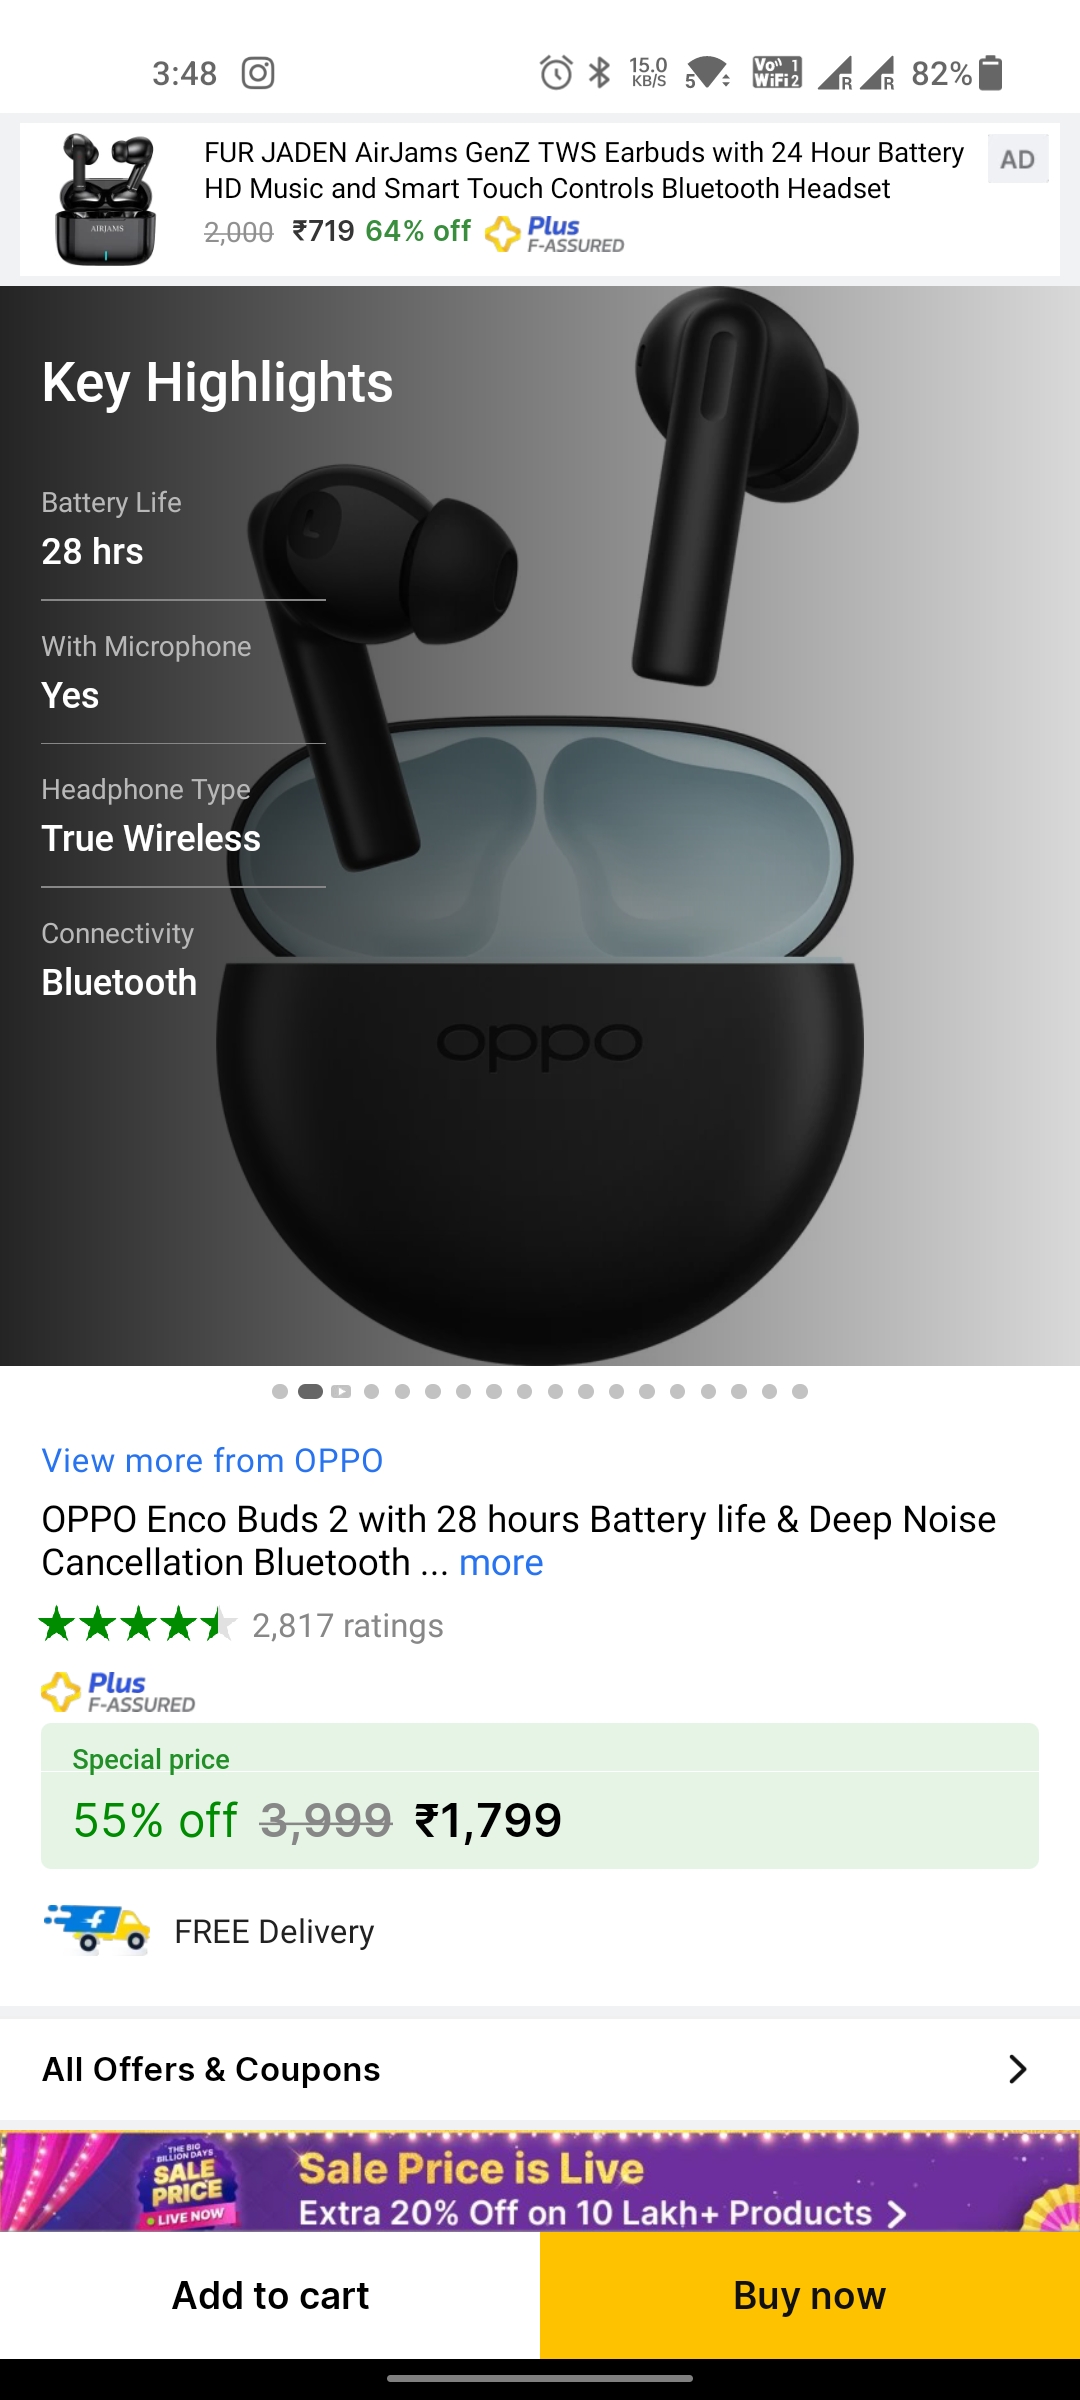 3:48
15.0
KB/S
5
Vo 1
WiFi 2
R
R
82%
FUR JADEN AirJams GenZ TWS Earbuds with 24 Hour Battery
HD Music and Smart Touch Controls Bluetooth Headset
AD
2,000 ₹719 64% off Plus
F-ASSURED
AIRJAMS
Key Highlights
Battery Life
28 hrs
With Microphone
Yes
Headphone Type
True Wireless
Connectivity
Bluetooth
oppo
View more from OPPO
OPPO Enco Buds 2 with 28 hours Battery life & Deep Noise
Cancellation Bluetooth ... more
2,817 ratings
Plus
F-ASSURED
Special price
55% off 3,999 ₹1,799
FREE Delivery
All Offers & Coupons
THE BIG
BILLION DAYS
SALE
PRICE
LIVE NOW
Sale Price is Live
Extra 20% Off on 10 Lakh+ Products
Add to cart
Buy now